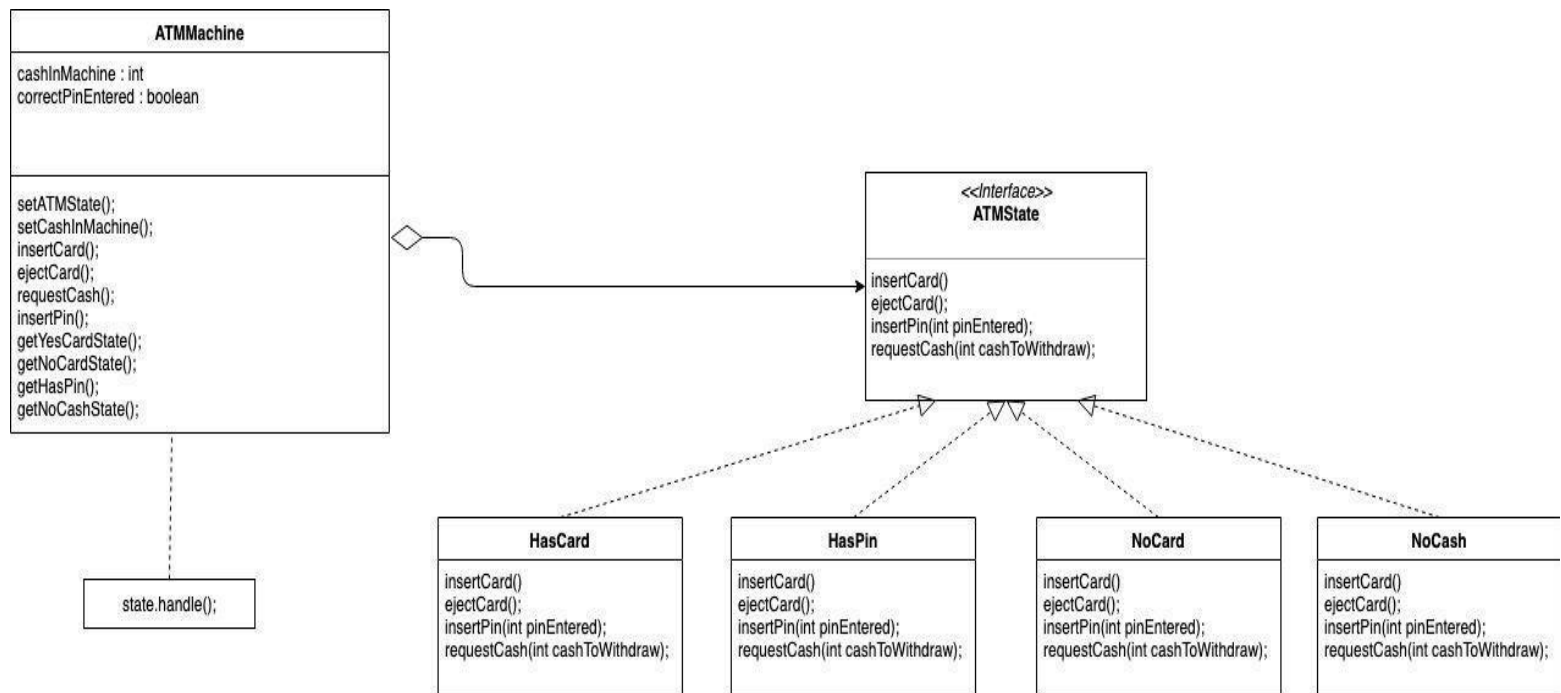 ATMMachine
cashInMachine : int
correctPinEntered : boolean
setATMState();
setCashInMachine();
insertCard();
ejectCard();
requestCash();
insertPin();
getYesCardState();
getNoCardState();
getHasPin();
getNoCashState();
state.handle();
<<Interface>>
ATMState
insertCard()
ejectCard();
insertPin(int pinEntered);
requestCash(int cashToWithdraw);
HasCard
insertCard()
ejectCard();
insertPin(int pinEntered);
requestCash(int cashToWithdraw);
HasPin
insertCard()
ejectCard();
insertPin(int pinEntered);
requestCash(int cashToWithdraw);
NoCard
insertCard()
ejectCard();
insertPin(int pinEntered);
requestCash(int cashToWithdraw);
NoCash
insertCard()
ejectCard();
insertPin(int pinEntered);
requestCash(int cashToWithdraw);